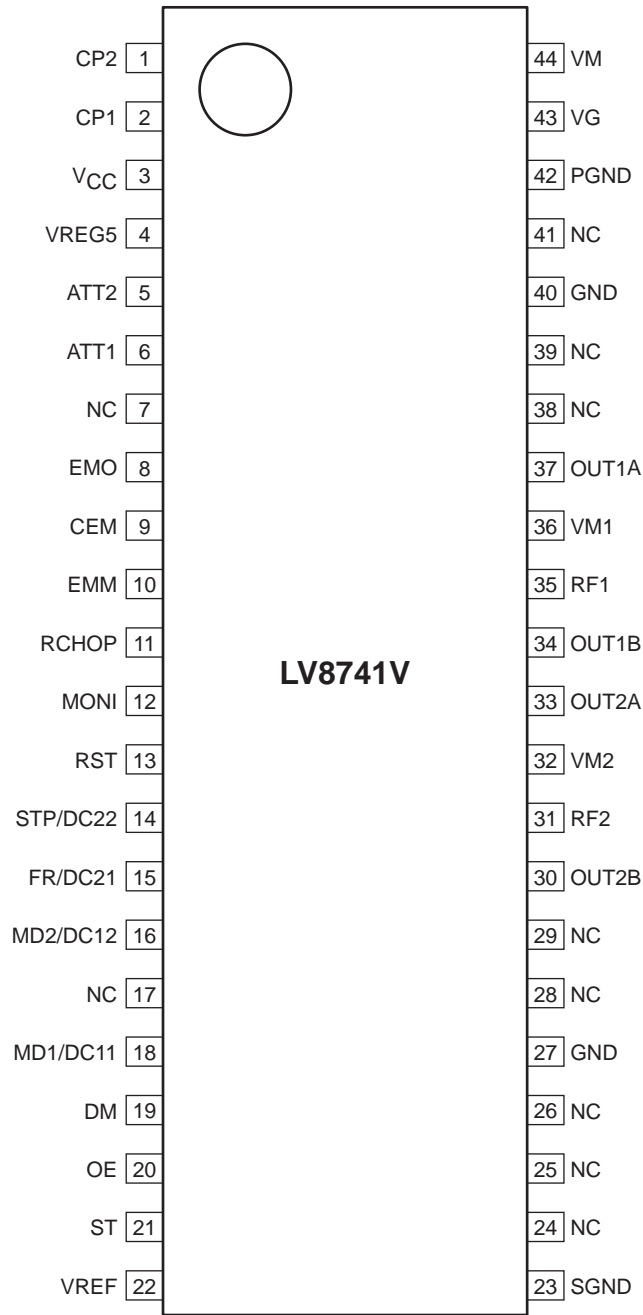 CP2 1 44 VM
CP1 2 43 VG
VCC 3 42 PGND
VREG5 4 41 NC
ATT2 5 40 GND
ATT1 6 39 NC
NC 7 38 NC
EMO 8 37 OUT1A
CEM 9 36 VM1
EMM 10 35 RF1
RCHOP 11 34 OUT1B
LV8741V
MONI 12 33 OUT2A
RST 13 32 VM2
STP/DC22 14 31 RF2
FR/DC21 15 30 OUT2B
MD2/DC12 16 29 NC
NC 17 28 NC
MD1/DC11 18 27 GND
DM 19 26 NC
OE 20 25 NC
ST 21 24 NC
VREF 22 23 SGND